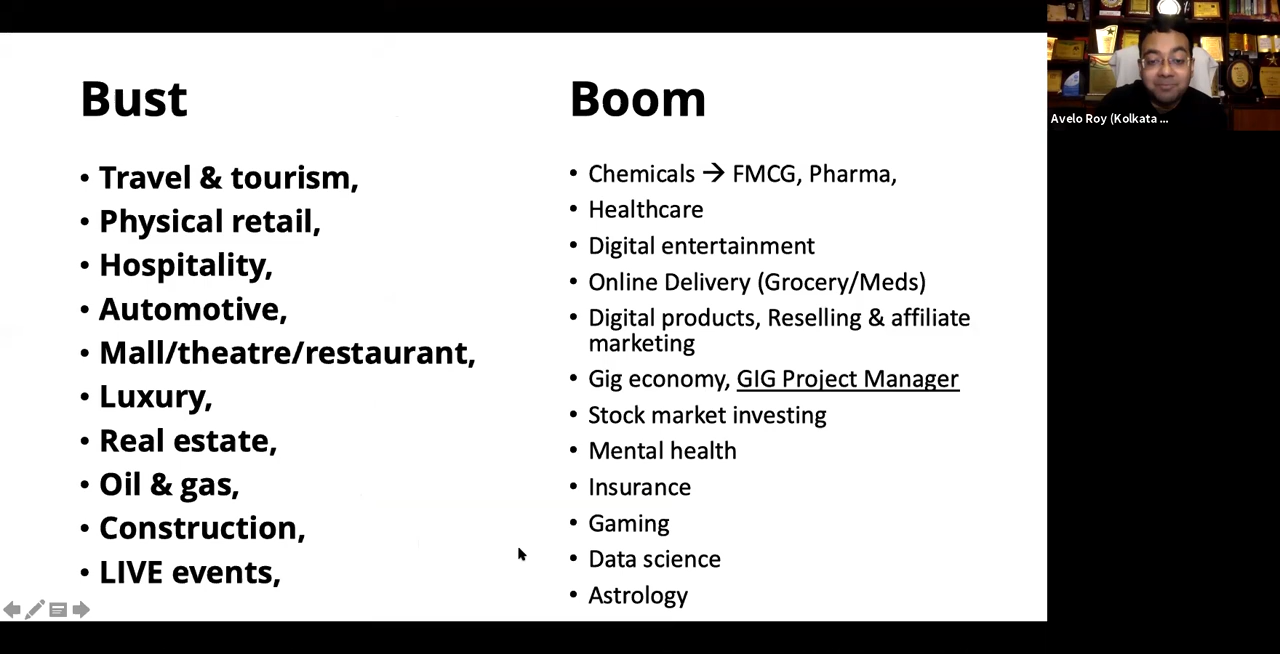 Bust
Travel & tourism,
Physical retail,
Hospitality,
Automotive,
Mall/theatre/restaurant,
Luxury,
Real estate,
Oil & gas,
Construction,
LIVE events,
Boom
Chemicals → FMCG, Pharma,
Healthcare
Digital entertainment
Online Delivery (Grocery/Meds)
Digital products, Reselling & affiliate
marketing
Gig economy, GIG Project Manager
Stock market investing
Mental health
Insurance
Gaming
Data science
Astrology
Avelo Roy (Kolkata ...